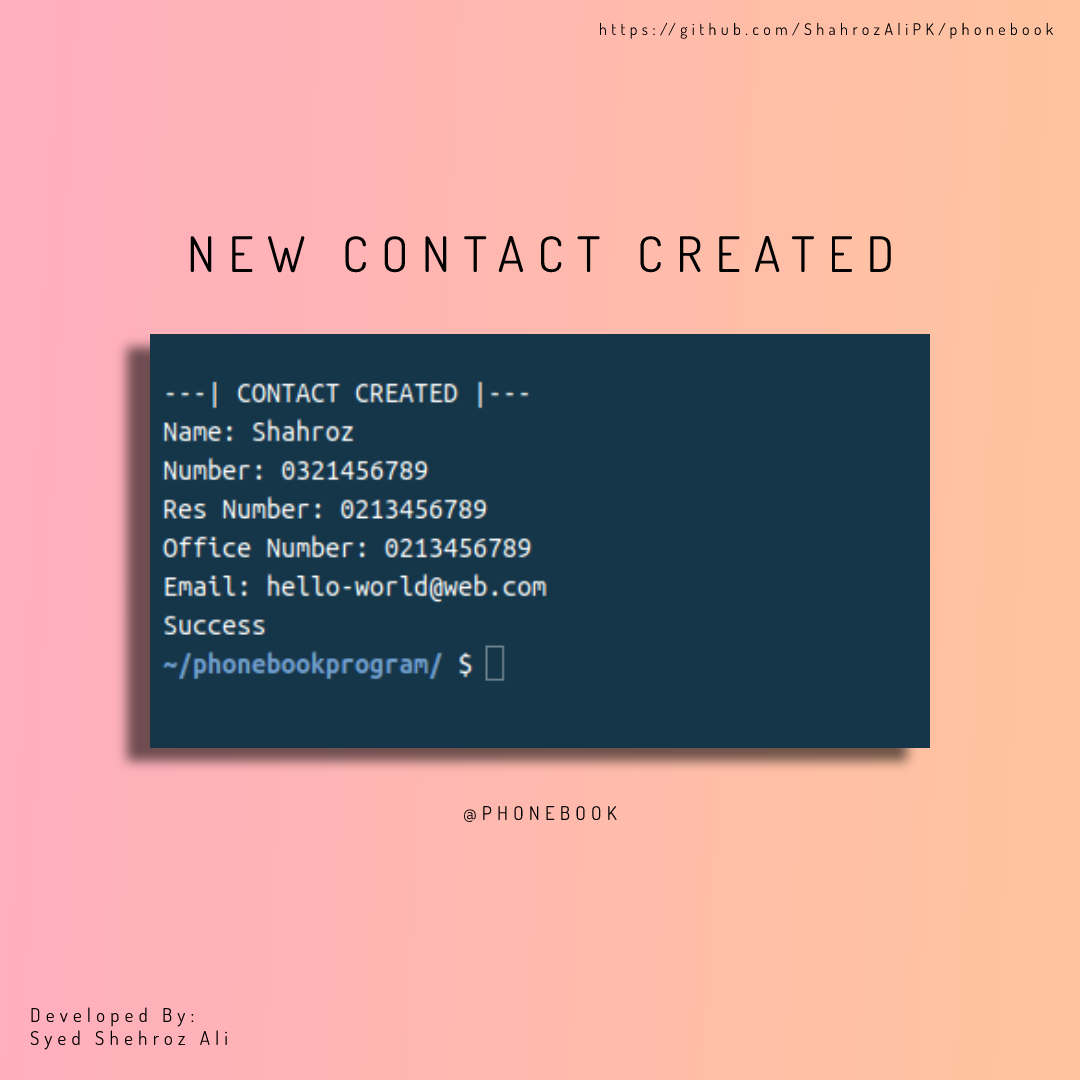 https://github.com/ShahrozAliPK/phonebook
NEW CONTACT CREATED
---| CONTACT CREATED |---
Name: Shahroz
Number: 0321456789
Res Number: 0213456789
Office Number: 0213456789
Email: hello-world@web.com
Success
~/phonebookprogram/ $
@PHONEBOOK
Developed By:
Syed Shehroz Ali